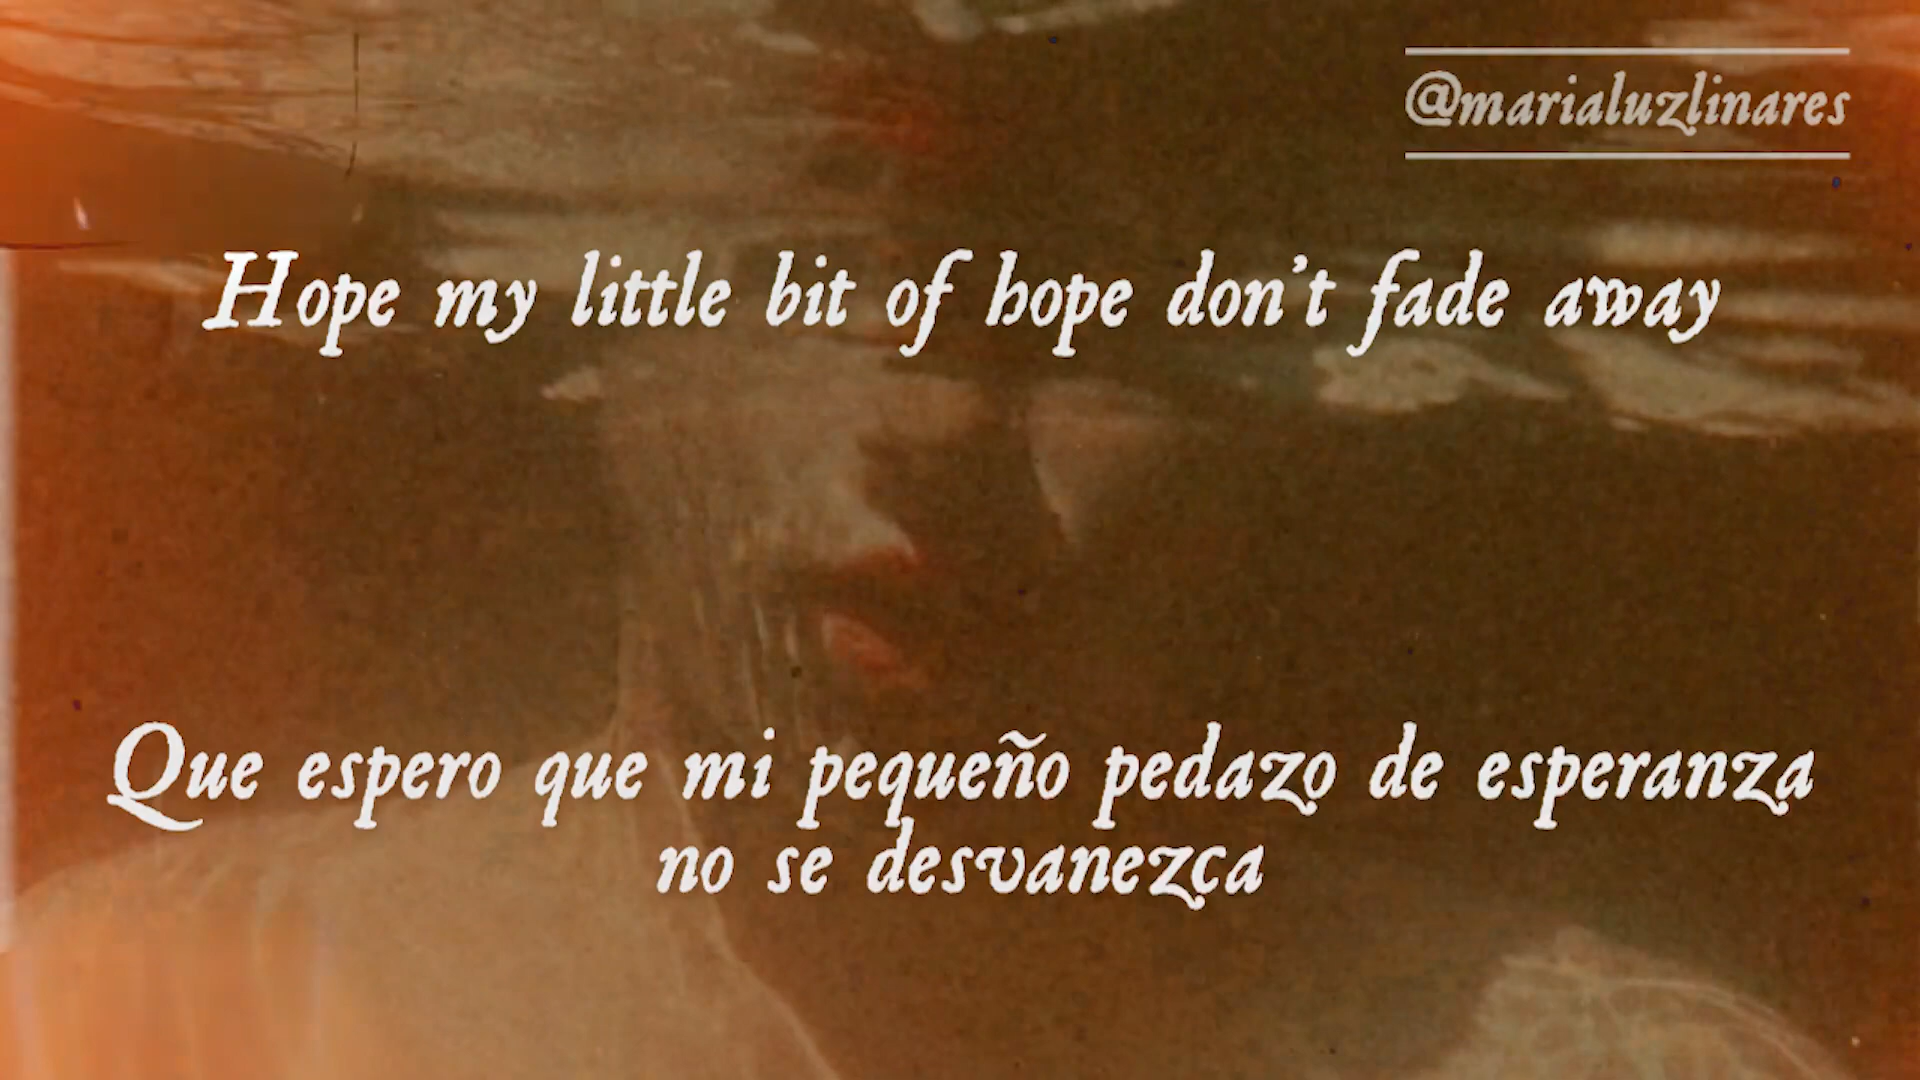 @marialuzlinares
Hope my little bit of hope don't fade away
Que espero que mi pequeño pedazo de esperanza
no se desvanezca